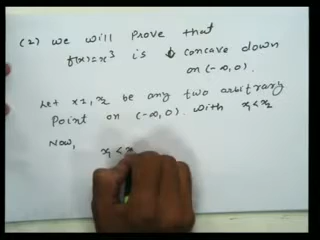 (2) We will Prove that
f(x)=x³ is concave down
on (-∞,0).
Let x1, x2 be any two arbitrary
Point on (-∞,0). With x₁<x₂
Now,
x₁ < x